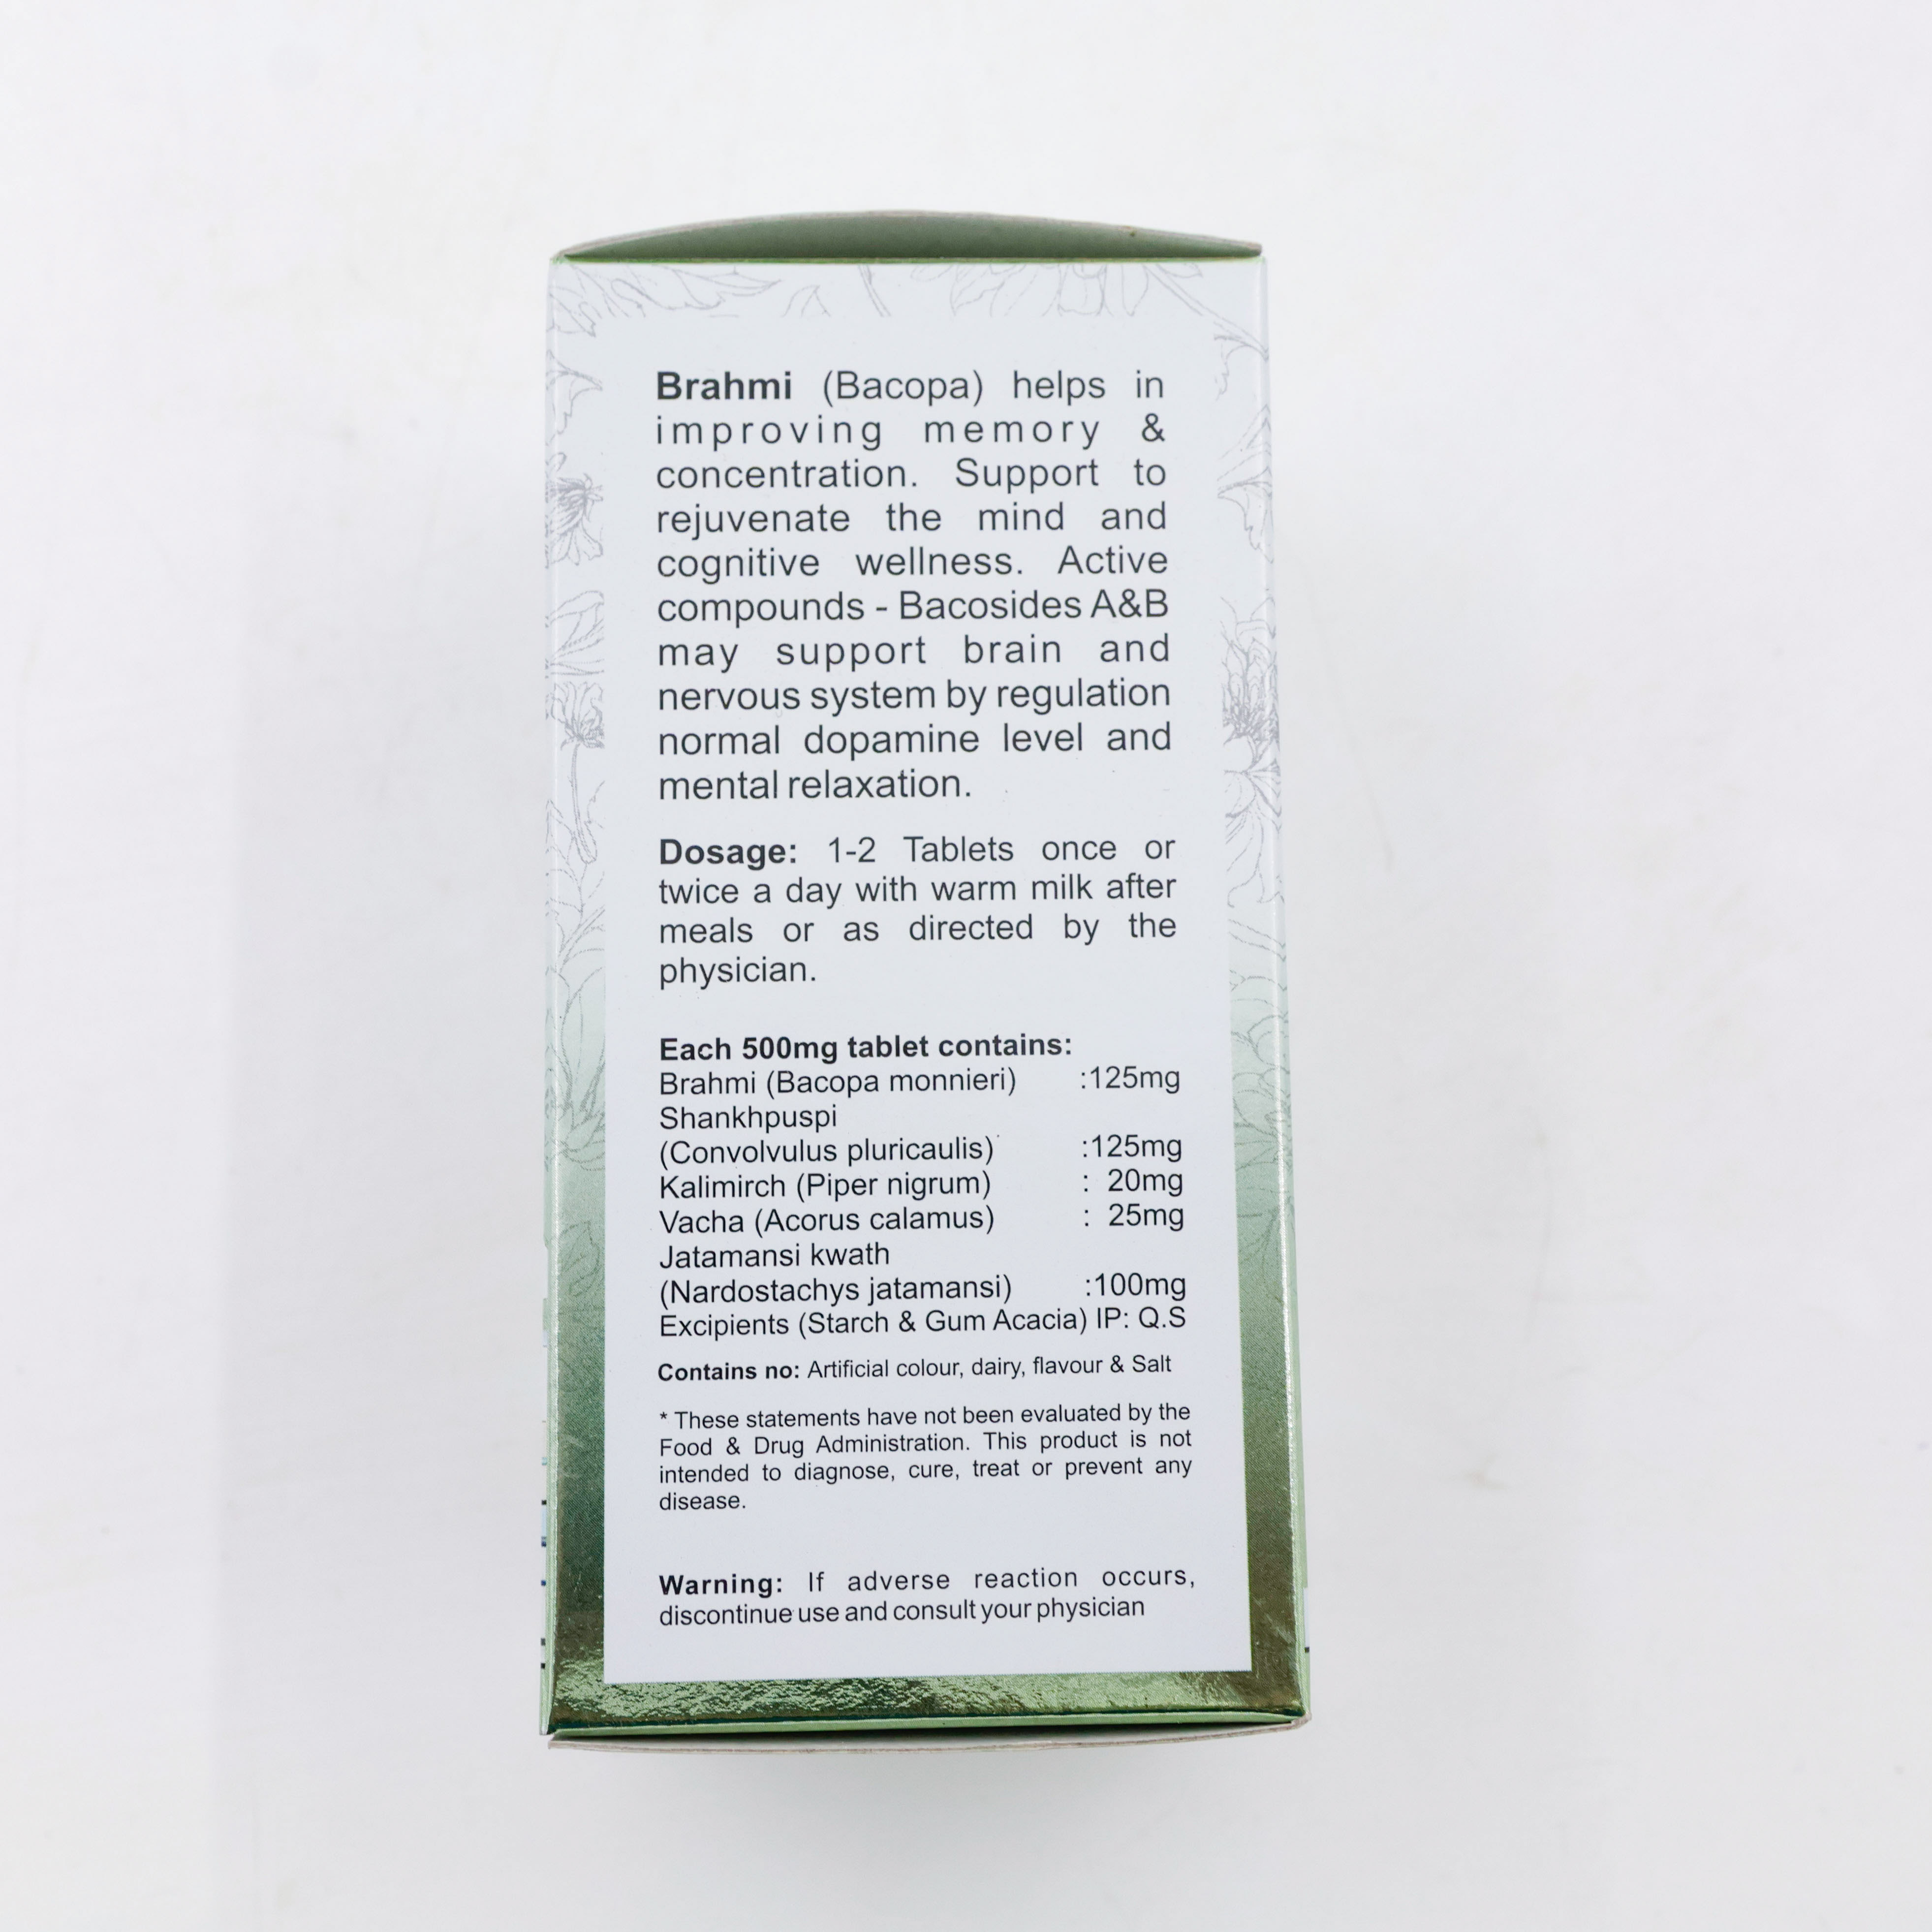 Brahmi (Bacopa) helps in
improving memory &
concentration. Support to
rejuvenate the mind and
cognitive wellness. Active
compounds - Bacosides A&B
may support brain and
nervous system by regulation
normal dopamine level and
mental relaxation.
Dosage: 1-2 Tablets once or
twice a day with warm milk after
meals or as directed by the
physician.
Each 500mg tablet contains:
Brahmi (Bacopa monnieri) :125mg
Shankhpuspi
(Convolvulus pluricaulis) :125mg
Kalimirch (Piper nigrum) : 20mg
Vacha (Acorus calamus) : 25mg
Jatamansi kwath
(Nardostachys jatamansi) :100mg
Excipients (Starch & Gum Acacia) IP: Q.S
Contains no: Artificial colour, dairy, flavour & Salt
* These statements have not been evaluated by the
Food & Drug Administration. This product is not
intended to diagnose, cure, treat or prevent any
disease.
Warning: If adverse reaction occurs,
discontinue use and consult your physician